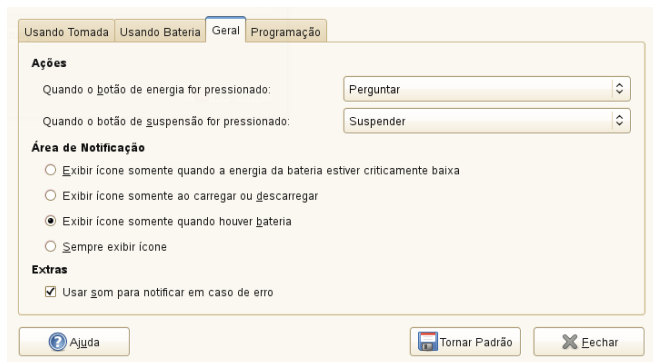 Usando Tomada Usando Bateria Geral Programação
Ações
Quando o botão de energia for pressionado: Perguntar
Quando o botão de suspensão for pressionado: Suspender
Área de Notificação
Exibir ícone somente quando a energia da bateria estiver criticamente baixa
Exibir ícone somente ao carregar ou descarregar
Exibir ícone somente quando houver bateria
Sempre exibir ícone
Extras
Usar som para notificar em caso de erro
Ajuda Tornar Padrão Fechar